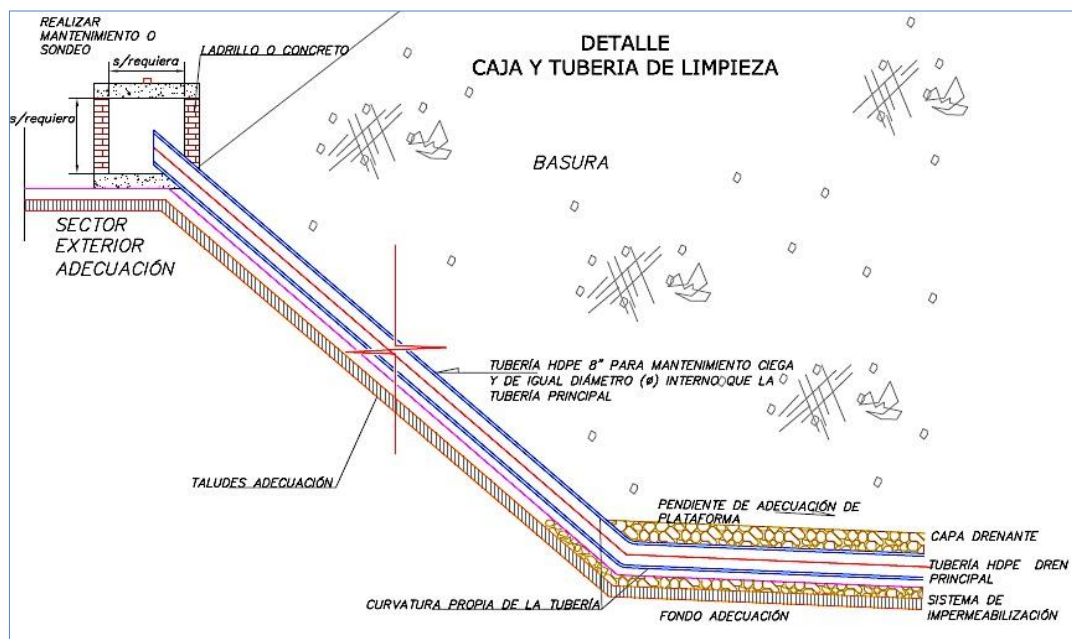 REALIZAR
MANTENIMIENTO O
SONDEO
s/requiera
LADRILLO O CONCRETO
s/requiera
DETALLE
CAJA Y TUBERIA DE LIMPIEZA
BASURA
SECTOR
EXTERIOR
ADECUACIÓN
TUBERÍA HDPE 8" PARA MANTENIMIENTO CIEGA
Y DE IGUAL DIÁMETRO (ø) INTERNO QUE LA
TUBERÍA PRINCIPAL
TALUDES ADECUACIÓN
PENDIENTE DE ADECUACIÓN DE
PLATAFORMA
CAPA DRENANTE
TUBERÍA HDPE DREN
PRINCIPAL
CURVATURA PROPIA DE LA TUBERÍA
FONDO ADECUACIÓN
SISTEMA DE
IMPERMEABILIZACIÓN